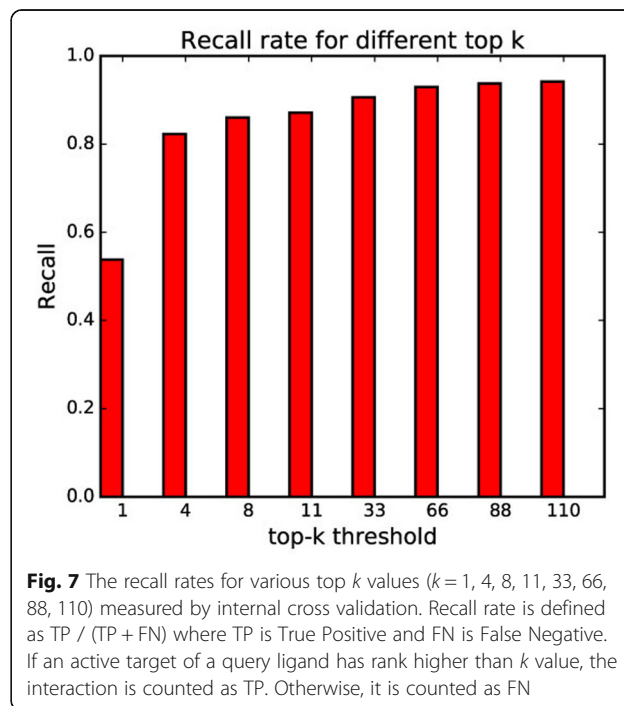 Recall rate for different top k
1.0
0.8
0.6
0.4
0.2
0.0
Recall
1 4 8 11 33 66 88 110
top-k threshold
Fig. 7 The recall rates for various top k values (k = 1, 4, 8, 11, 33, 66,
88, 110) measured by internal cross validation. Recall rate is defined
as TP / (TP + FN) where TP is True Positive and FN is False Negative.
If an active target of a query ligand has rank higher than k value, the
interaction is counted as TP. Otherwise, it is counted as FN